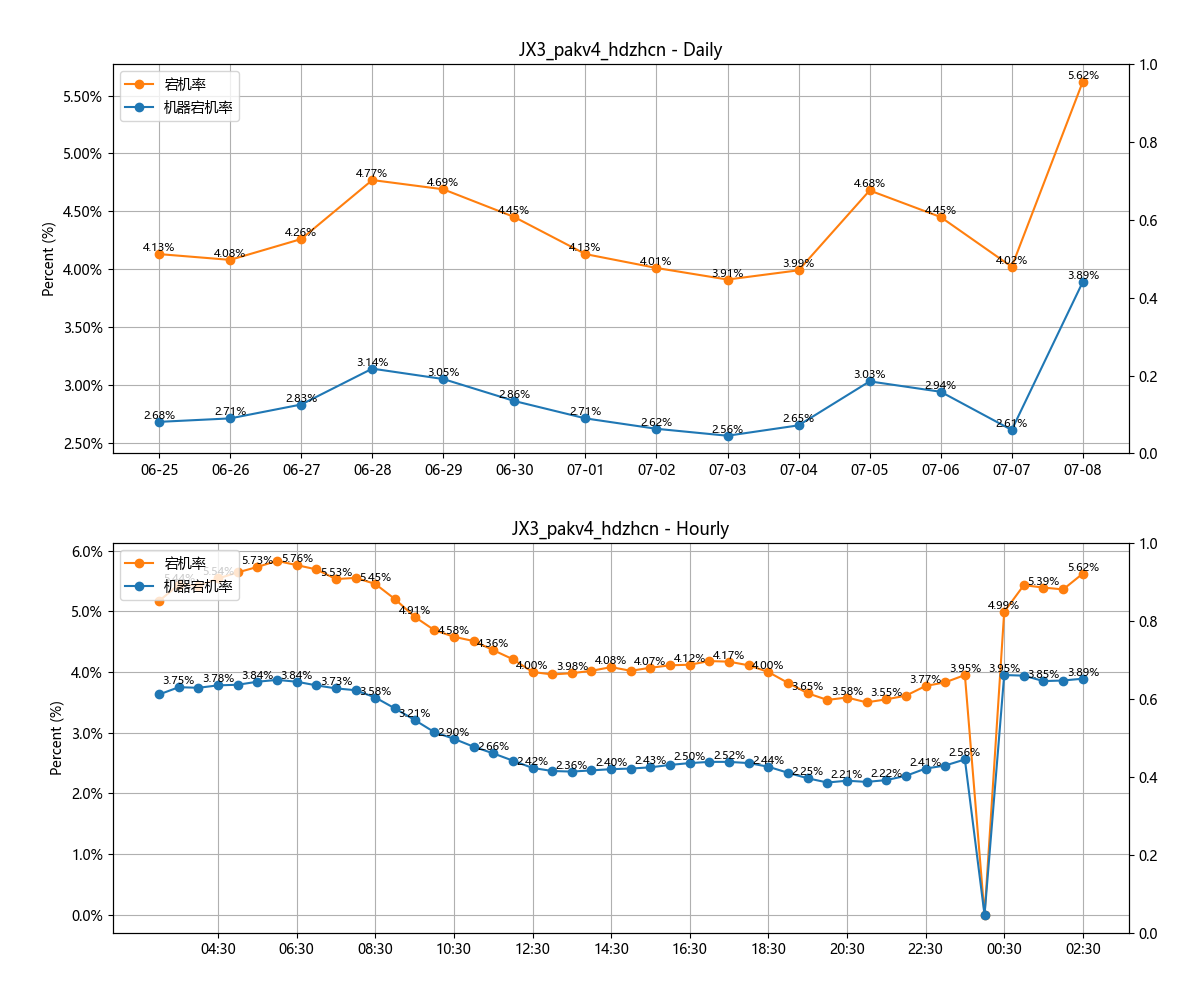 JX3_pakv4_hdzhcn - Daily
宕机率
机器宕机率
Percent (%)
5.50%
5.00%
4.50%
4.00%
3.50%
3.00%
2.50%
1.0
0.8
0.6
0.4
0.2
0.0
4.13% 4.08% 4.26% 4.77% 4.69% 4.45% 4.13% 4.01% 3.91% 3.99% 4.68% 4.45% 4.02% 5.62%
2.68% 2.71% 2.83% 3.14% 3.05% 2.86% 2.71% 2.62% 2.56% 2.65% 3.03% 2.94% 2.61% 3.89%
06-25 06-26 06-27 06-28 06-29 06-30 07-01 07-02 07-03 07-04 07-05 07-06 07-07 07-08
JX3_pakv4_hdzhcn - Hourly
宕机率
机器宕机率
Percent (%)
6.0%
5.0%
4.0%
3.0%
2.0%
1.0%
0.0%
1.0
0.8
0.6
0.4
0.2
0.0
5.54% 5.73% 5.76% 5.53% 5.45% 4.91% 4.58% 4.36% 4.00% 3.98% 4.08% 4.07% 4.12% 4.17% 4.00% 3.65% 3.58% 3.55% 3.77% 3.95% 4.99% 5.39% 5.62%
3.75% 3.78% 3.84% 3.84% 3.73% 3.58% 3.21% 2.90% 2.66% 2.42% 2.36% 2.40% 2.43% 2.50% 2.52% 2.44% 2.25% 2.21% 2.22% 2.41% 2.56% 3.95% 3.85% 3.89%
04:30 06:30 08:30 10:30 12:30 14:30 16:30 18:30 20:30 22:30 00:30 02:30